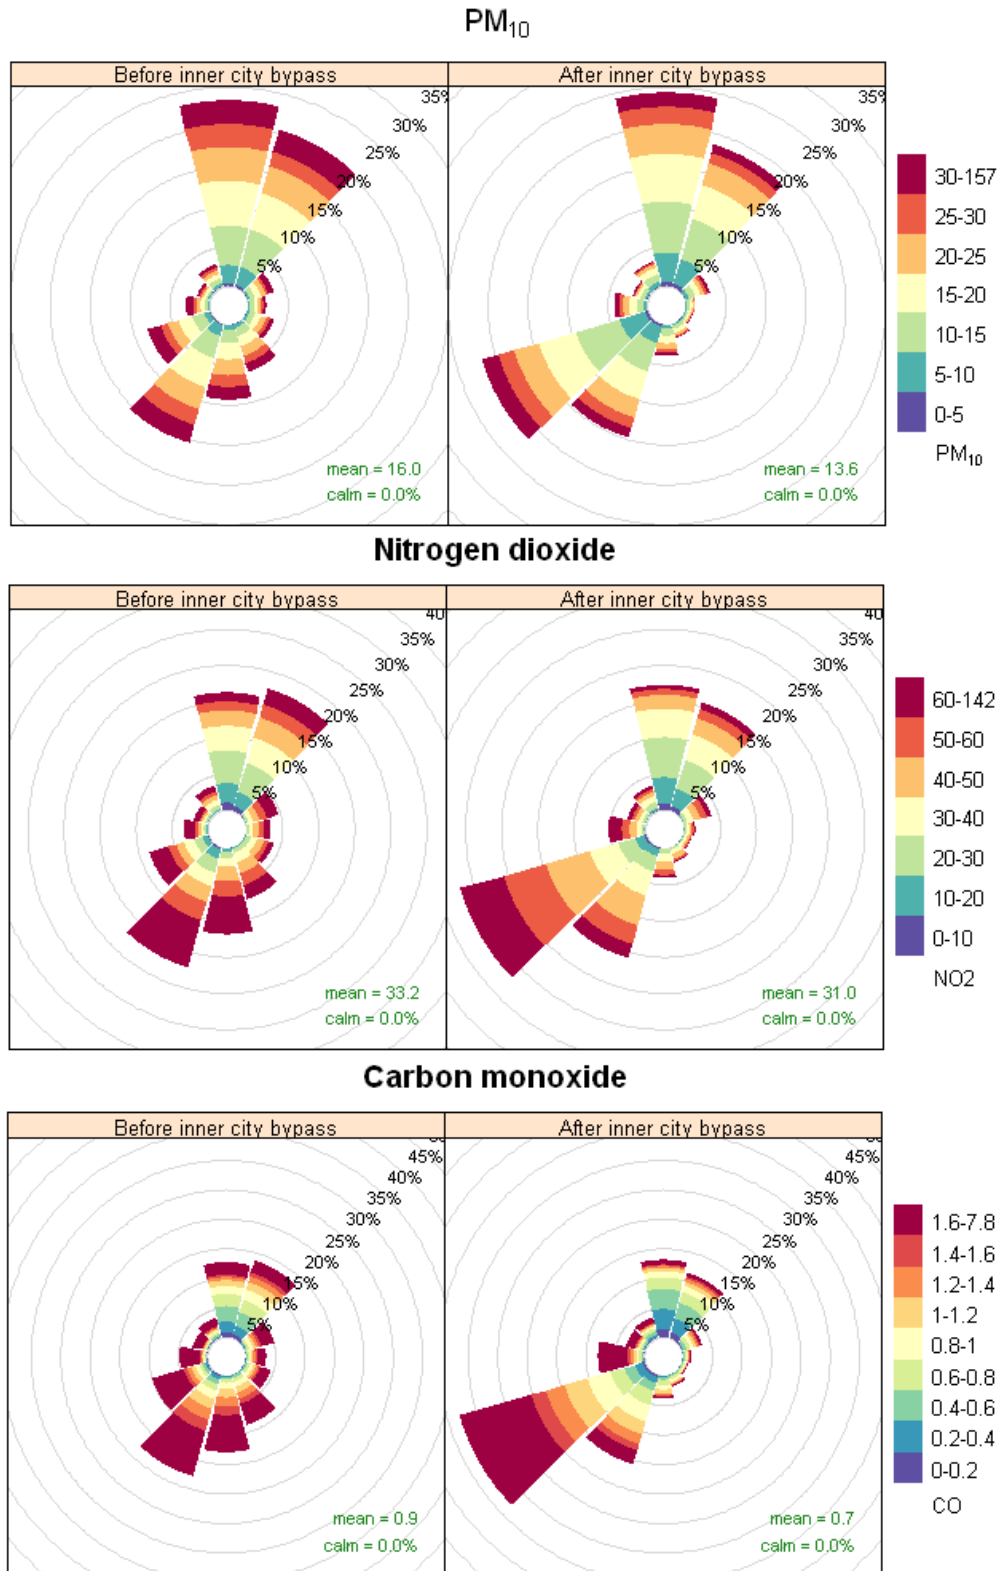 PM10
Before inner city bypass
After inner city bypass
35%
30%
25%
20%
15%
10%
5%
mean = 16.0
calm = 0.0%
35%
30%
25%
20%
15%
10%
5%
mean = 13.6
calm = 0.0%
30-157
25-30
20-25
15-20
10-15
5-10
0-5
PM10
Nitrogen dioxide
Before inner city bypass
After inner city bypass
40
35%
30%
25%
20%
15%
10%
5%
mean = 33.2
calm = 0.0%
40
35%
30%
25%
20%
15%
10%
5%
mean = 31.0
calm = 0.0%
60-142
50-60
40-50
30-40
20-30
10-20
0-10
NO2
Carbon monoxide
Before inner city bypass
After inner city bypass
45%
40%
35%
30%
25%
20%
15%
10%
5%
mean = 0.9
calm = 0.0%
45%
40%
35%
30%
25%
20%
15%
10%
5%
mean = 0.7
calm = 0.0%
1.6-7.8
1.4-1.6
1.2-1.4
1-1.2
0.8-1
0.6-0.8
0.4-0.6
0.2-0.4
0-0.2
CO